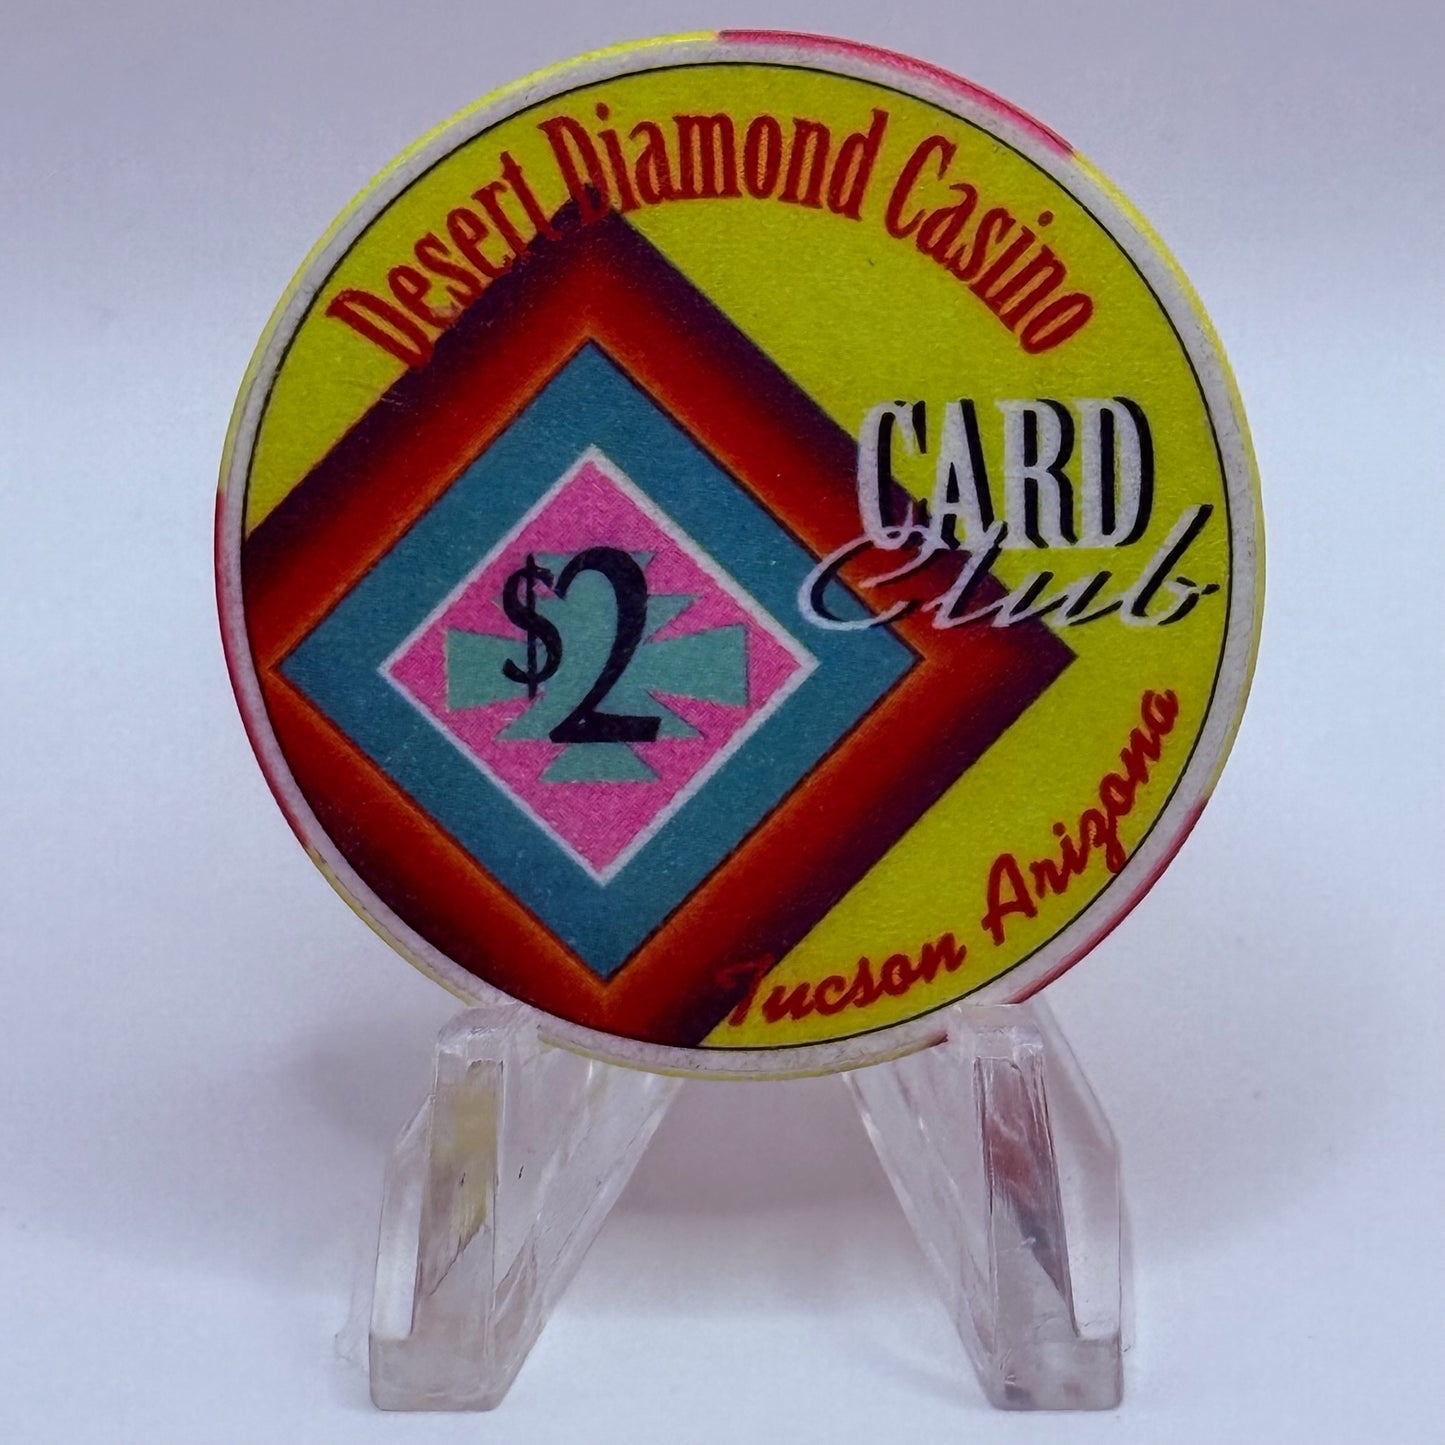 Desert Diamond Casino
CARD
Club
$2
Tucson Arizona